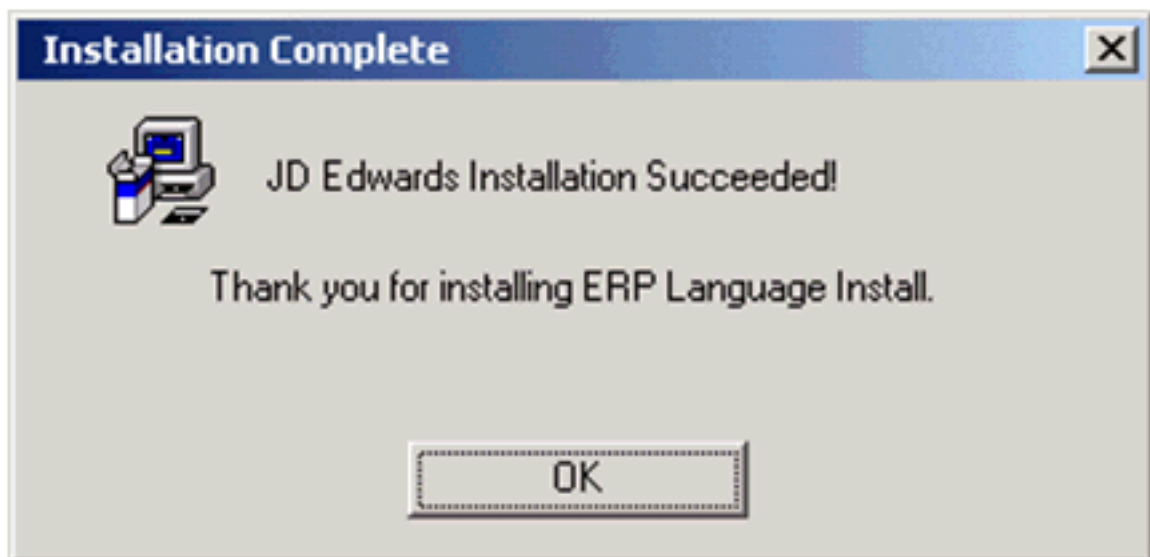 Installation Complete
JD Edwards Installation Succeeded!
Thank you for installing ERP Language Install.
OK